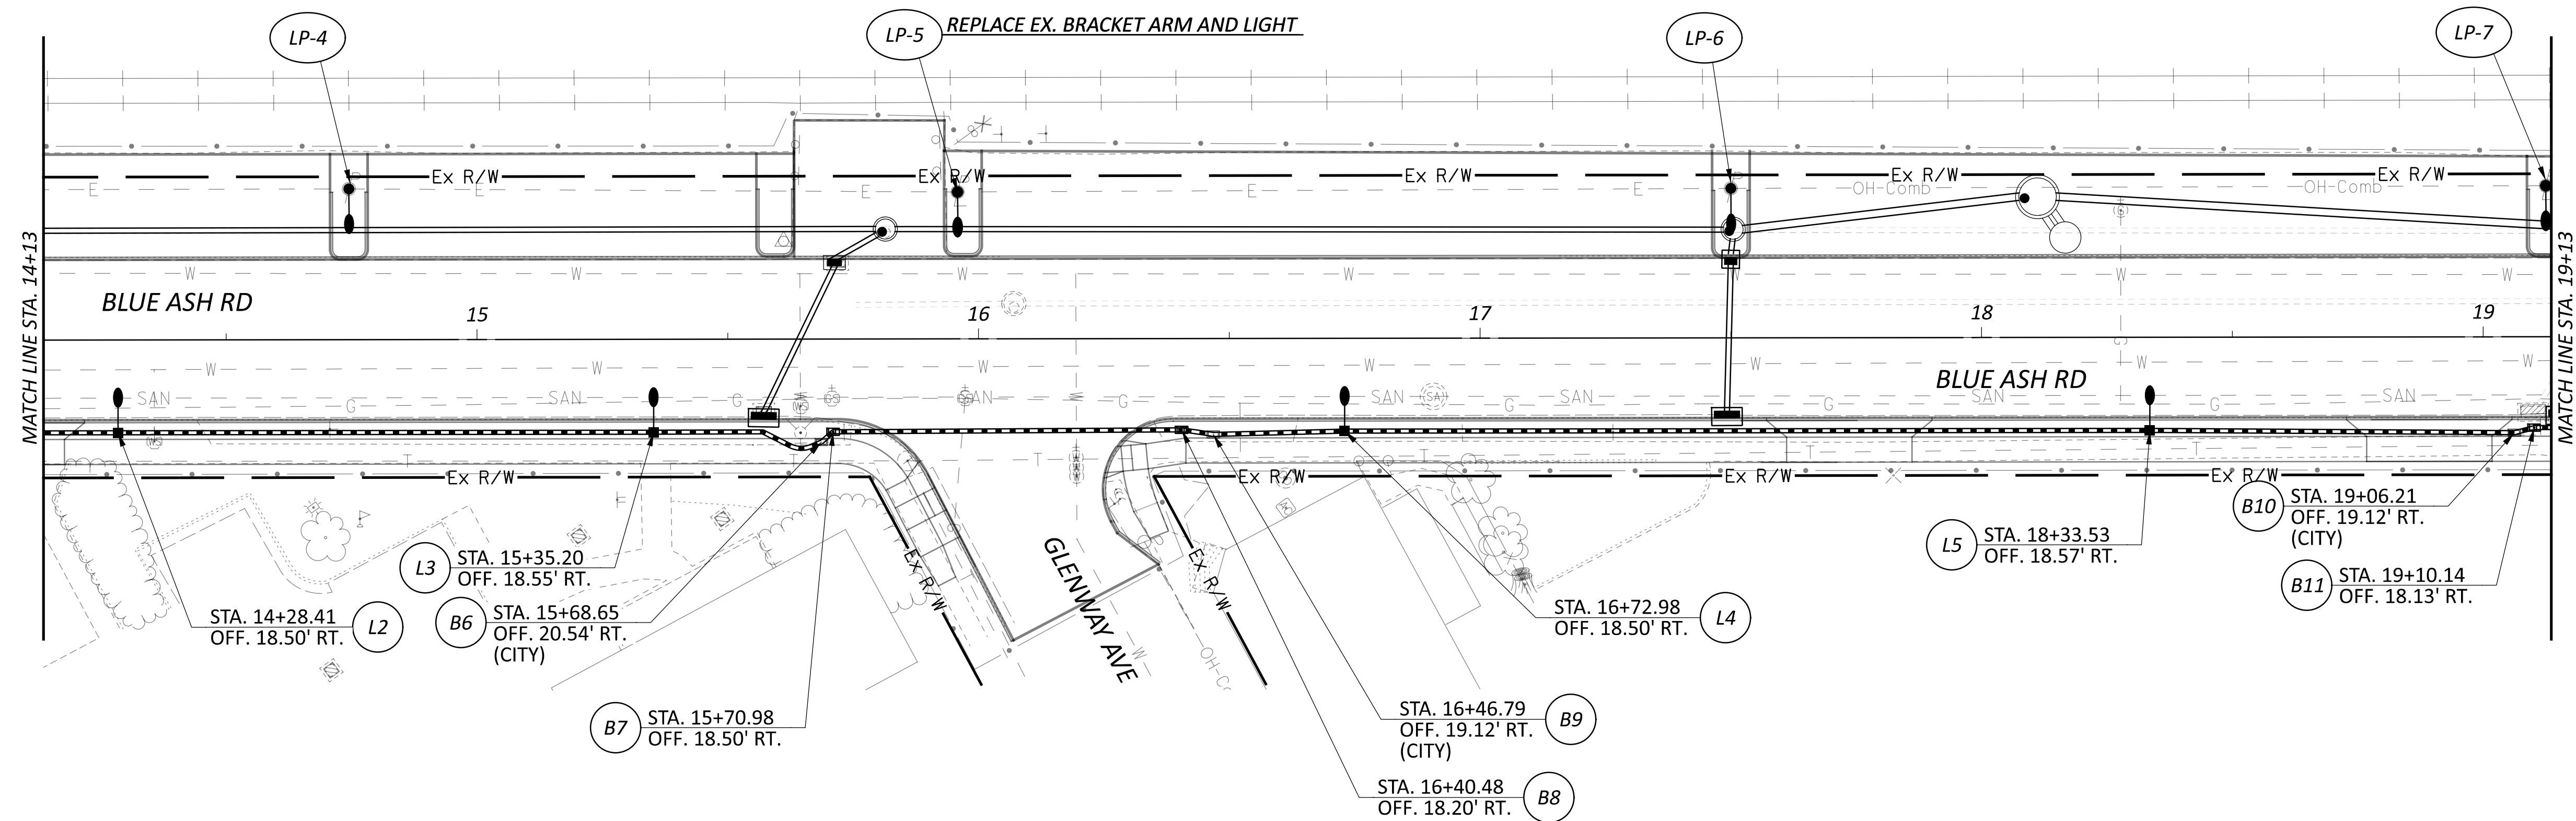 LP-4
LP-5
REPLACE EX. BRACKET ARM AND LIGHT
LP-6
LP-7
Ex R/W
Ex R/W
Ex R/W
Ex R/W
Ex R/W
E
E
E
E
E
OH-Comb
OH-Comb
MATCH LINE STA. 14+13
MATCH LINE STA. 19+13
W
W
W
W
W
W
W
BLUE ASH RD
15
16
17
18
19
W
W
W
W
W
W
W
BLUE ASH RD
SAN
SAN
SAN
SAN
SAN
SAN
SAN
G
G
G
G
G
G
G
T
T
T
T
Ex R/W
Ex R/W
Ex R/W
Ex R/W
Ex R/W
Ex R/W
GLENWAY AVE
W
L3
STA. 15+35.20
OFF. 18.55' RT.
STA. 14+28.41
OFF. 18.50' RT.
L2
B6
STA. 15+68.65
OFF. 20.54' RT.
(CITY)
B7
STA. 15+70.98
OFF. 18.50' RT.
STA. 16+72.98
OFF. 18.50' RT.
L4
STA. 16+46.79
OFF. 19.12' RT.
(CITY)
B9
STA. 16+40.48
OFF. 18.20' RT.
B8
L5
STA. 18+33.53
OFF. 18.57' RT.
B10
STA. 19+06.21
OFF. 19.12' RT.
(CITY)
B11
STA. 19+10.14
OFF. 18.13' RT.